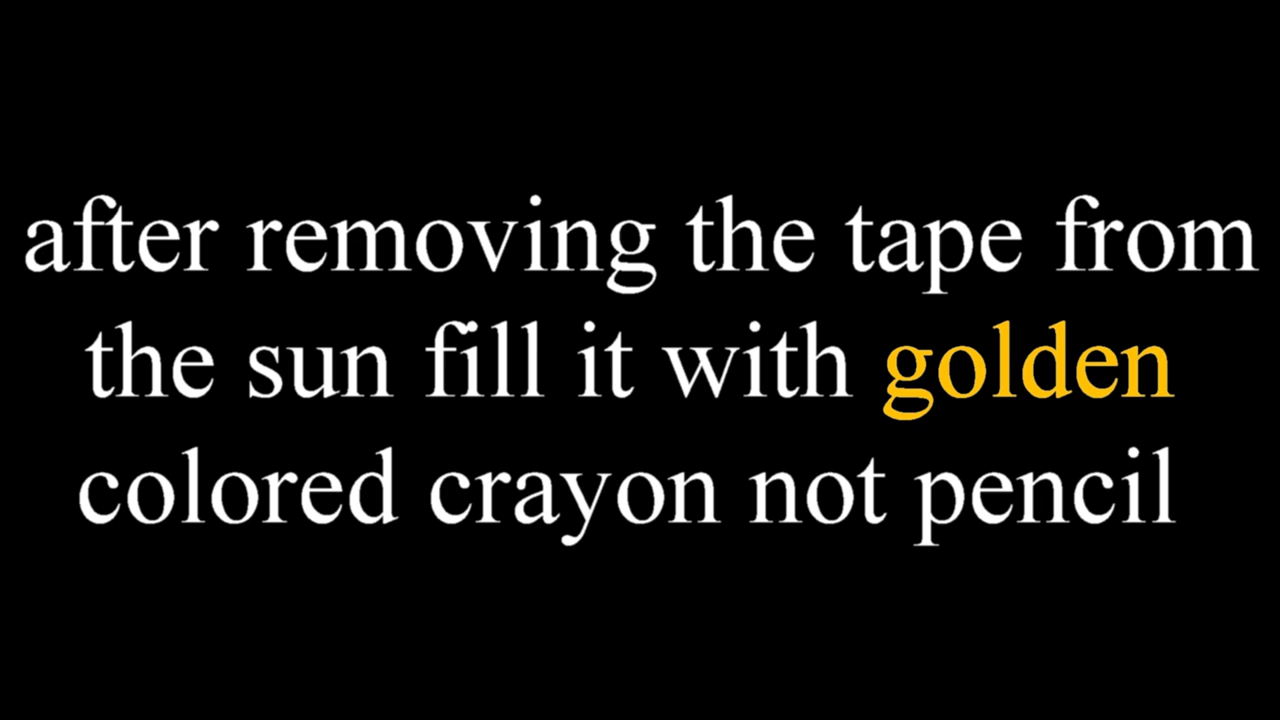 after removing the tape from
the sun fill it with golden
colored crayon not pencil